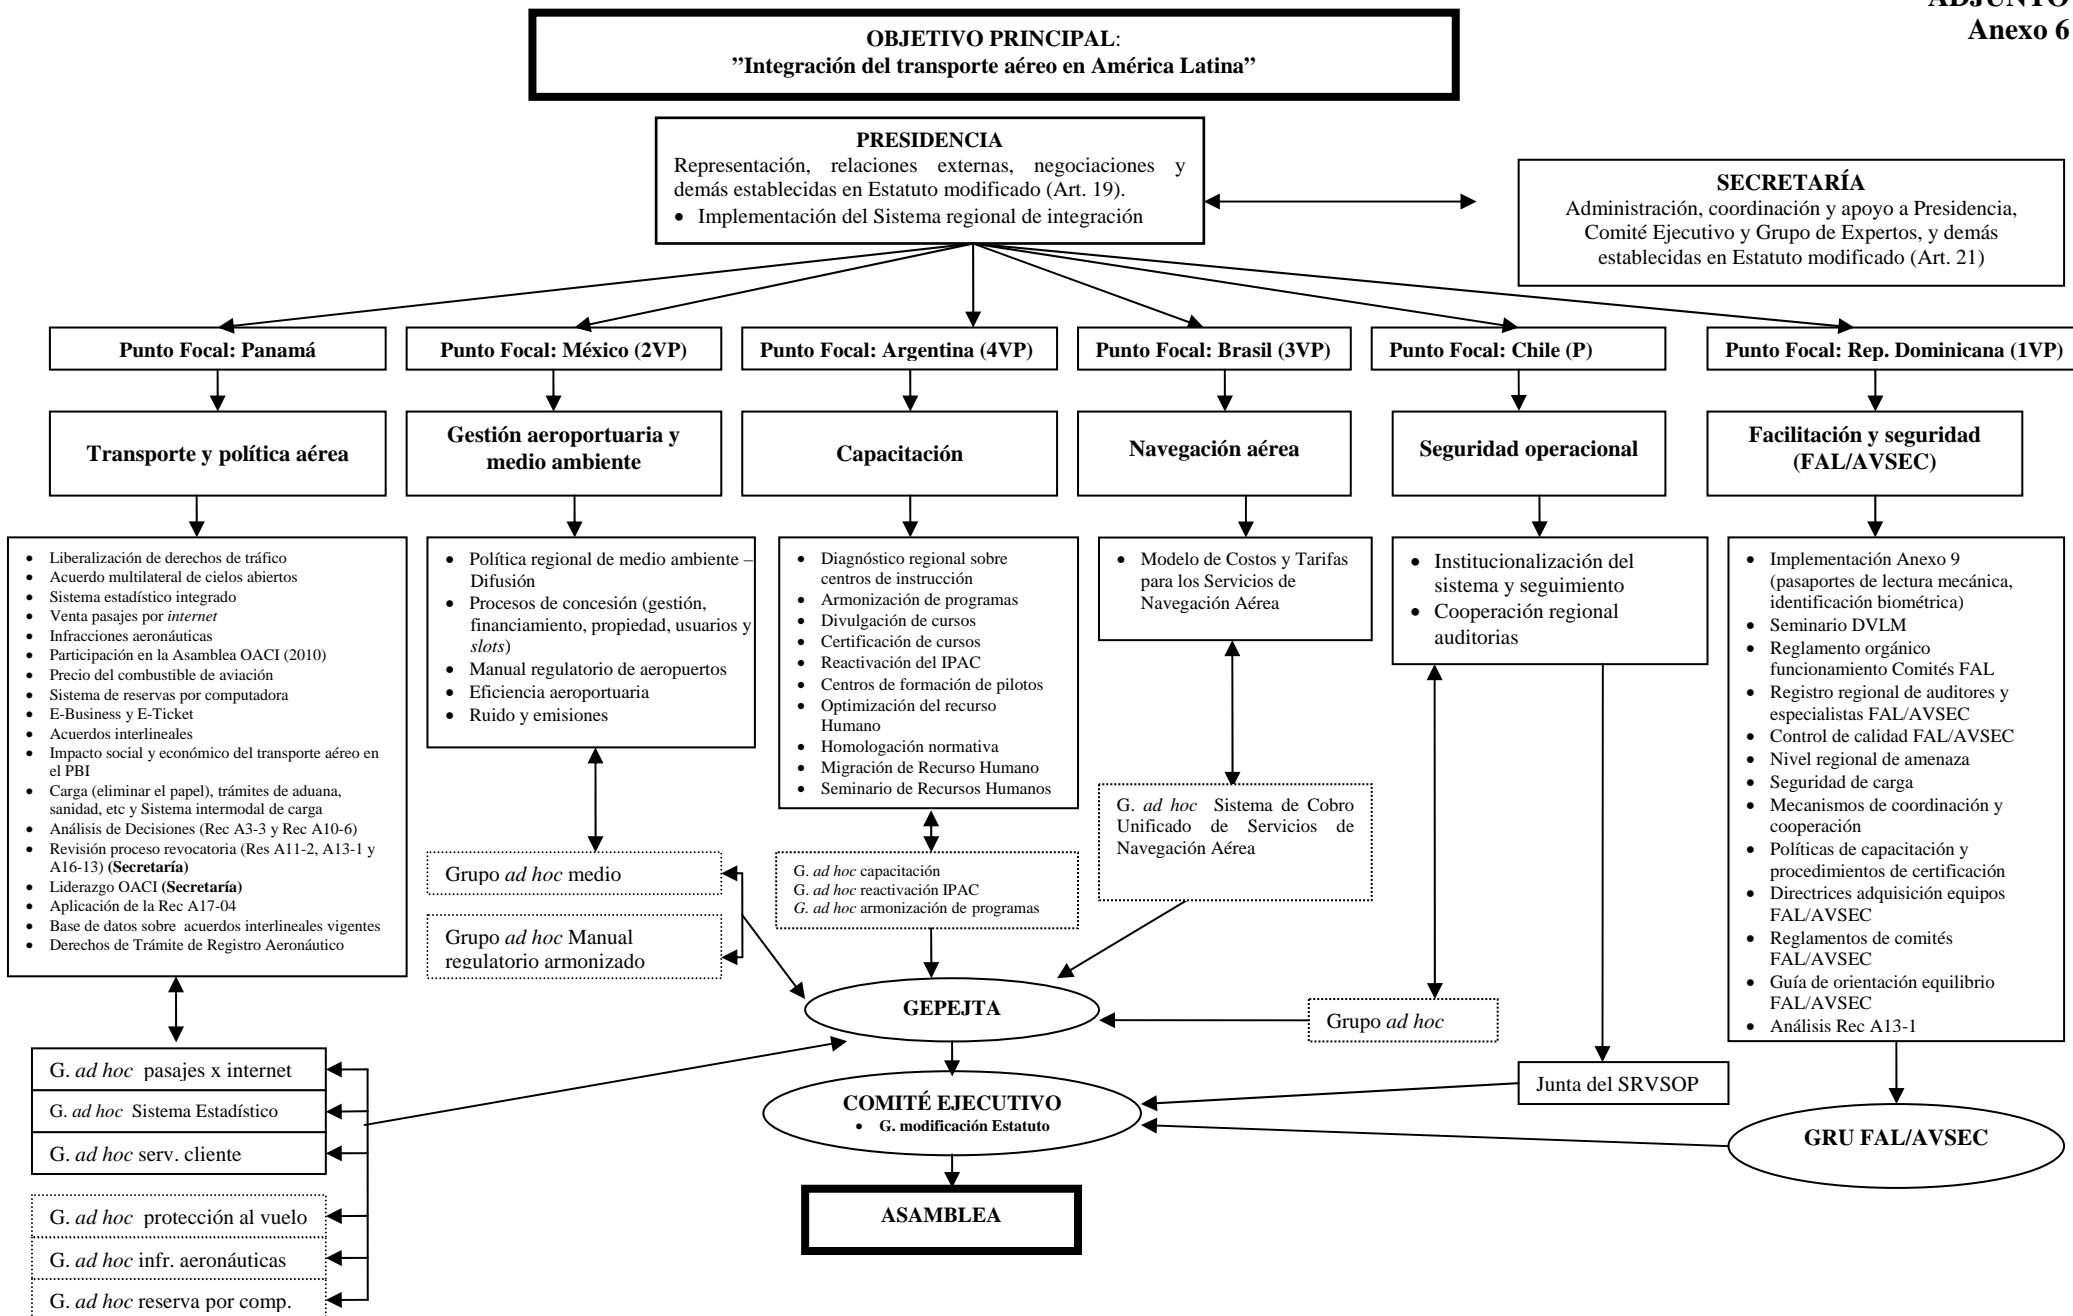 ADJUNTO
Anexo 6
OBJETIVO PRINCIPAL:
”Integración del transporte aéreo en América Latina”
PRESIDENCIA
Representación, relaciones externas, negociaciones y
demás establecidas en Estatuto modificado (Art. 19).
• Implementación del Sistema regional de integración
SECRETARÍA
Administración, coordinación y apoyo a Presidencia,
Comité Ejecutivo y Grupo de Expertos, y demás
establecidas en Estatuto modificado (Art. 21)
Punto Focal: Panamá
Punto Focal: México (2VP)
Punto Focal: Argentina (4VP)
Punto Focal: Brasil (3VP)
Punto Focal: Chile (P)
Punto Focal: Rep. Dominicana (1VP)
Transporte y política aérea
Gestión aeroportuaria y
medio ambiente
Capacitación
Navegación aérea
Seguridad operacional
Facilitación y seguridad
(FAL/AVSEC)
• Liberalización de derechos de tráfico
• Acuerdo multilateral de cielos abiertos
• Sistema estadístico integrado
• Venta pasajes por internet
• Infracciones aeronáuticas
• Participación en la Asamblea OACI (2010)
• Precio del combustible de aviación
• Sistema de reservas por computadora
• E-Business y E-Ticket
• Acuerdos interlineales
• Impacto social y económico del transporte aéreo en
el PBI
• Carga (eliminar el papel), trámites de aduana,
sanidad, etc y Sistema intermodal de carga
• Análisis de Decisiones (Rec A3-3 y Rec A10-6)
• Revisión proceso revocatoria (Res A11-2, A13-1 y
A16-13) (Secretaría)
• Liderazgo OACI (Secretaría)
• Aplicación de la Rec A17-04
• Base de datos sobre acuerdos interlineales vigentes
• Derechos de Trámite de Registro Aeronáutico
• Política regional de medio ambiente –
Difusión
• Procesos de concesión (gestión,
financiamiento, propiedad, usuarios y
slots)
• Manual regulatorio de aeropuertos
• Eficiencia aeroportuaria
• Ruido y emisiones
• Diagnóstico regional sobre
centros de instrucción
• Armonización de programas
• Divulgación de cursos
• Certificación de cursos
• Reactivación del IPAC
• Centros de formación de pilotos
• Optimización del recurso
Humano
• Homologación normativa
• Migración de Recurso Humano
• Seminario de Recursos Humanos
• Modelo de Costos y Tarifas
para los Servicios de
Navegación Aérea
• Institucionalización del
sistema y seguimiento
• Cooperación regional
auditorias
• Implementación Anexo 9
(pasaportes de lectura mecánica,
identificación biométrica)
• Seminario DVLM
• Reglamento orgánico
funcionamiento Comités FAL
• Registro regional de auditores y
especialistas FAL/AVSEC
• Control de calidad FAL/AVSEC
• Nivel regional de amenaza
• Seguridad de carga
• Mecanismos de coordinación y
cooperación
• Políticas de capacitación y
procedimientos de certificación
• Directrices adquisición equipos
FAL/AVSEC
• Reglamentos de comités
FAL/AVSEC
• Guía de orientación equilibrio
FAL/AVSEC
• Análisis Rec A13-1
Grupo ad hoc medio
Grupo ad hoc Manual
regulatorio armonizado
G. ad hoc capacitación
G. ad hoc reactivación IPAC
G. ad hoc armonización de programas
G. ad hoc Sistema de Cobro
Unificado de Servicios de
Navegación Aérea
GEPEJTA
Grupo ad hoc
G. ad hoc pasajes x internet
G. ad hoc Sistema Estadístico
G. ad hoc serv. cliente
G. ad hoc protección al vuelo
G. ad hoc infr. aeronáuticas
G. ad hoc reserva por comp.
COMITÉ EJECUTIVO
• G. modificación Estatuto
Junta del SRVSOP
GRU FAL/AVSEC
ASAMBLEA